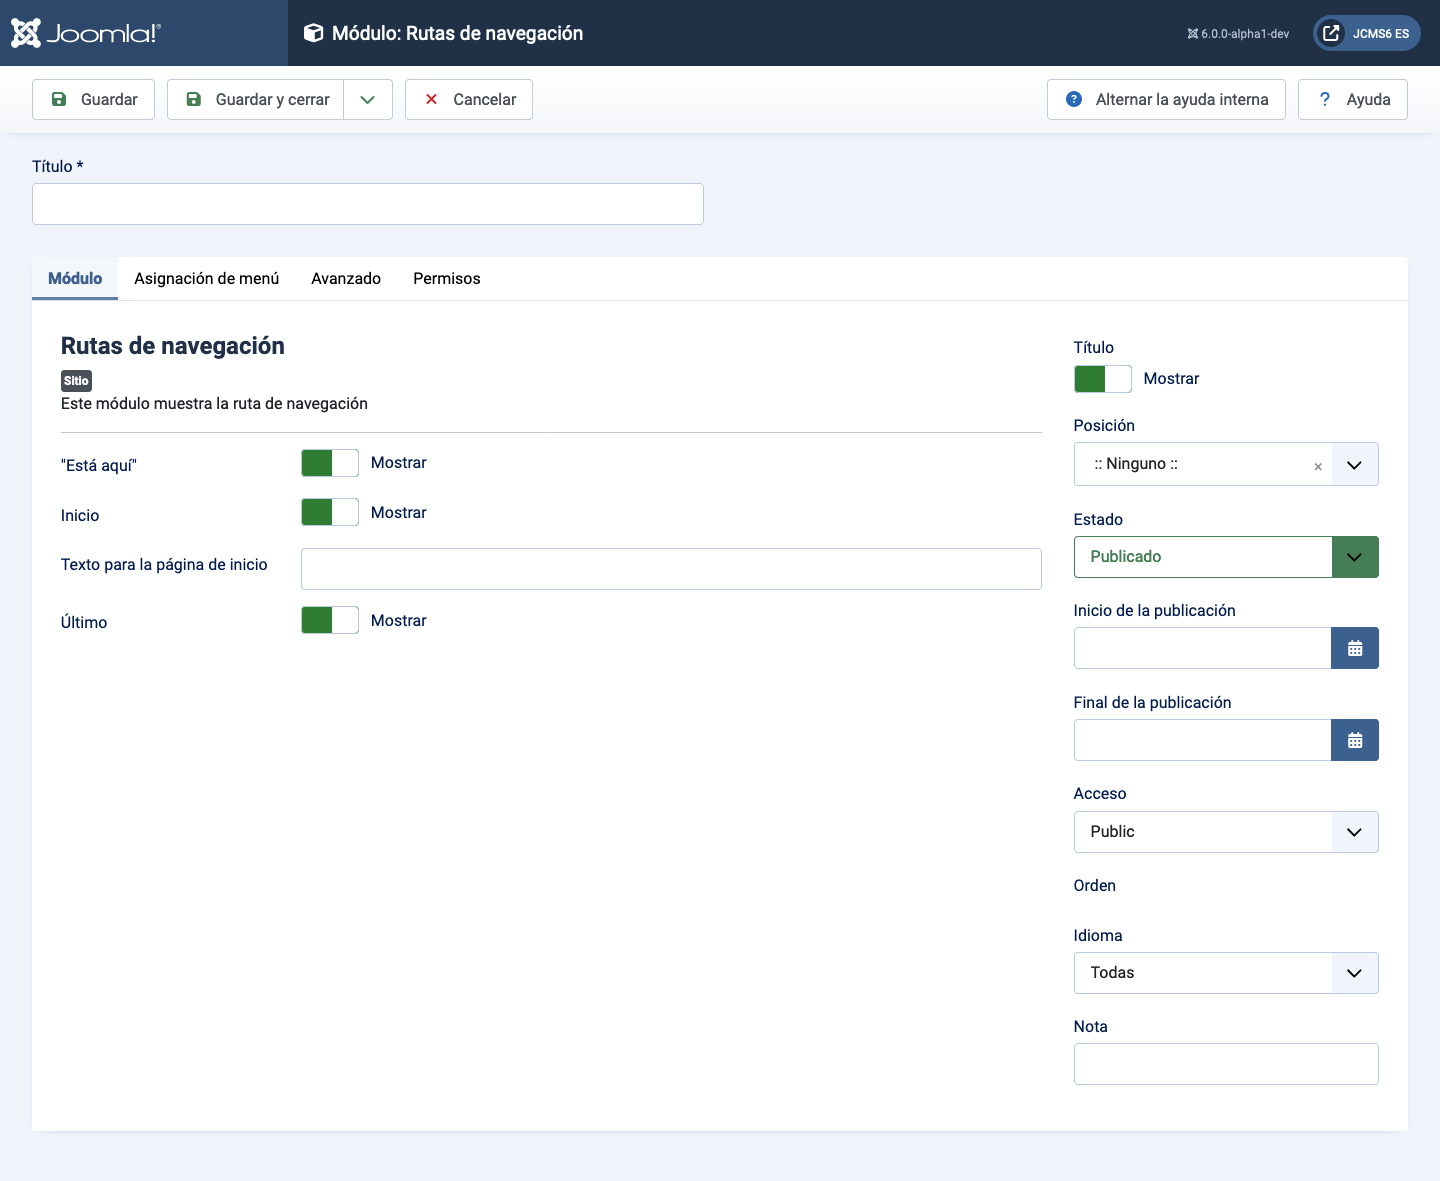 Joomla!®
Módulo: Rutas de navegación
6.0.0-alpha1-dev
JCMS6 ES
Guardar
Guardar y cerrar
Cancelar
Alternar la ayuda interna
? Ayuda
Título *
Módulo
Asignación de menú
Avanzado
Permisos
Rutas de navegación
Sitio
Este módulo muestra la ruta de navegación
"Está aquí"
Mostrar
Inicio
Mostrar
Texto para la página de inicio
Último
Mostrar
Título
Mostrar
Posición
:: Ninguno ::
×
Estado
Publicado
Inicio de la publicación
Final de la publicación
Acceso
Public
Orden
Idioma
Todas
Nota